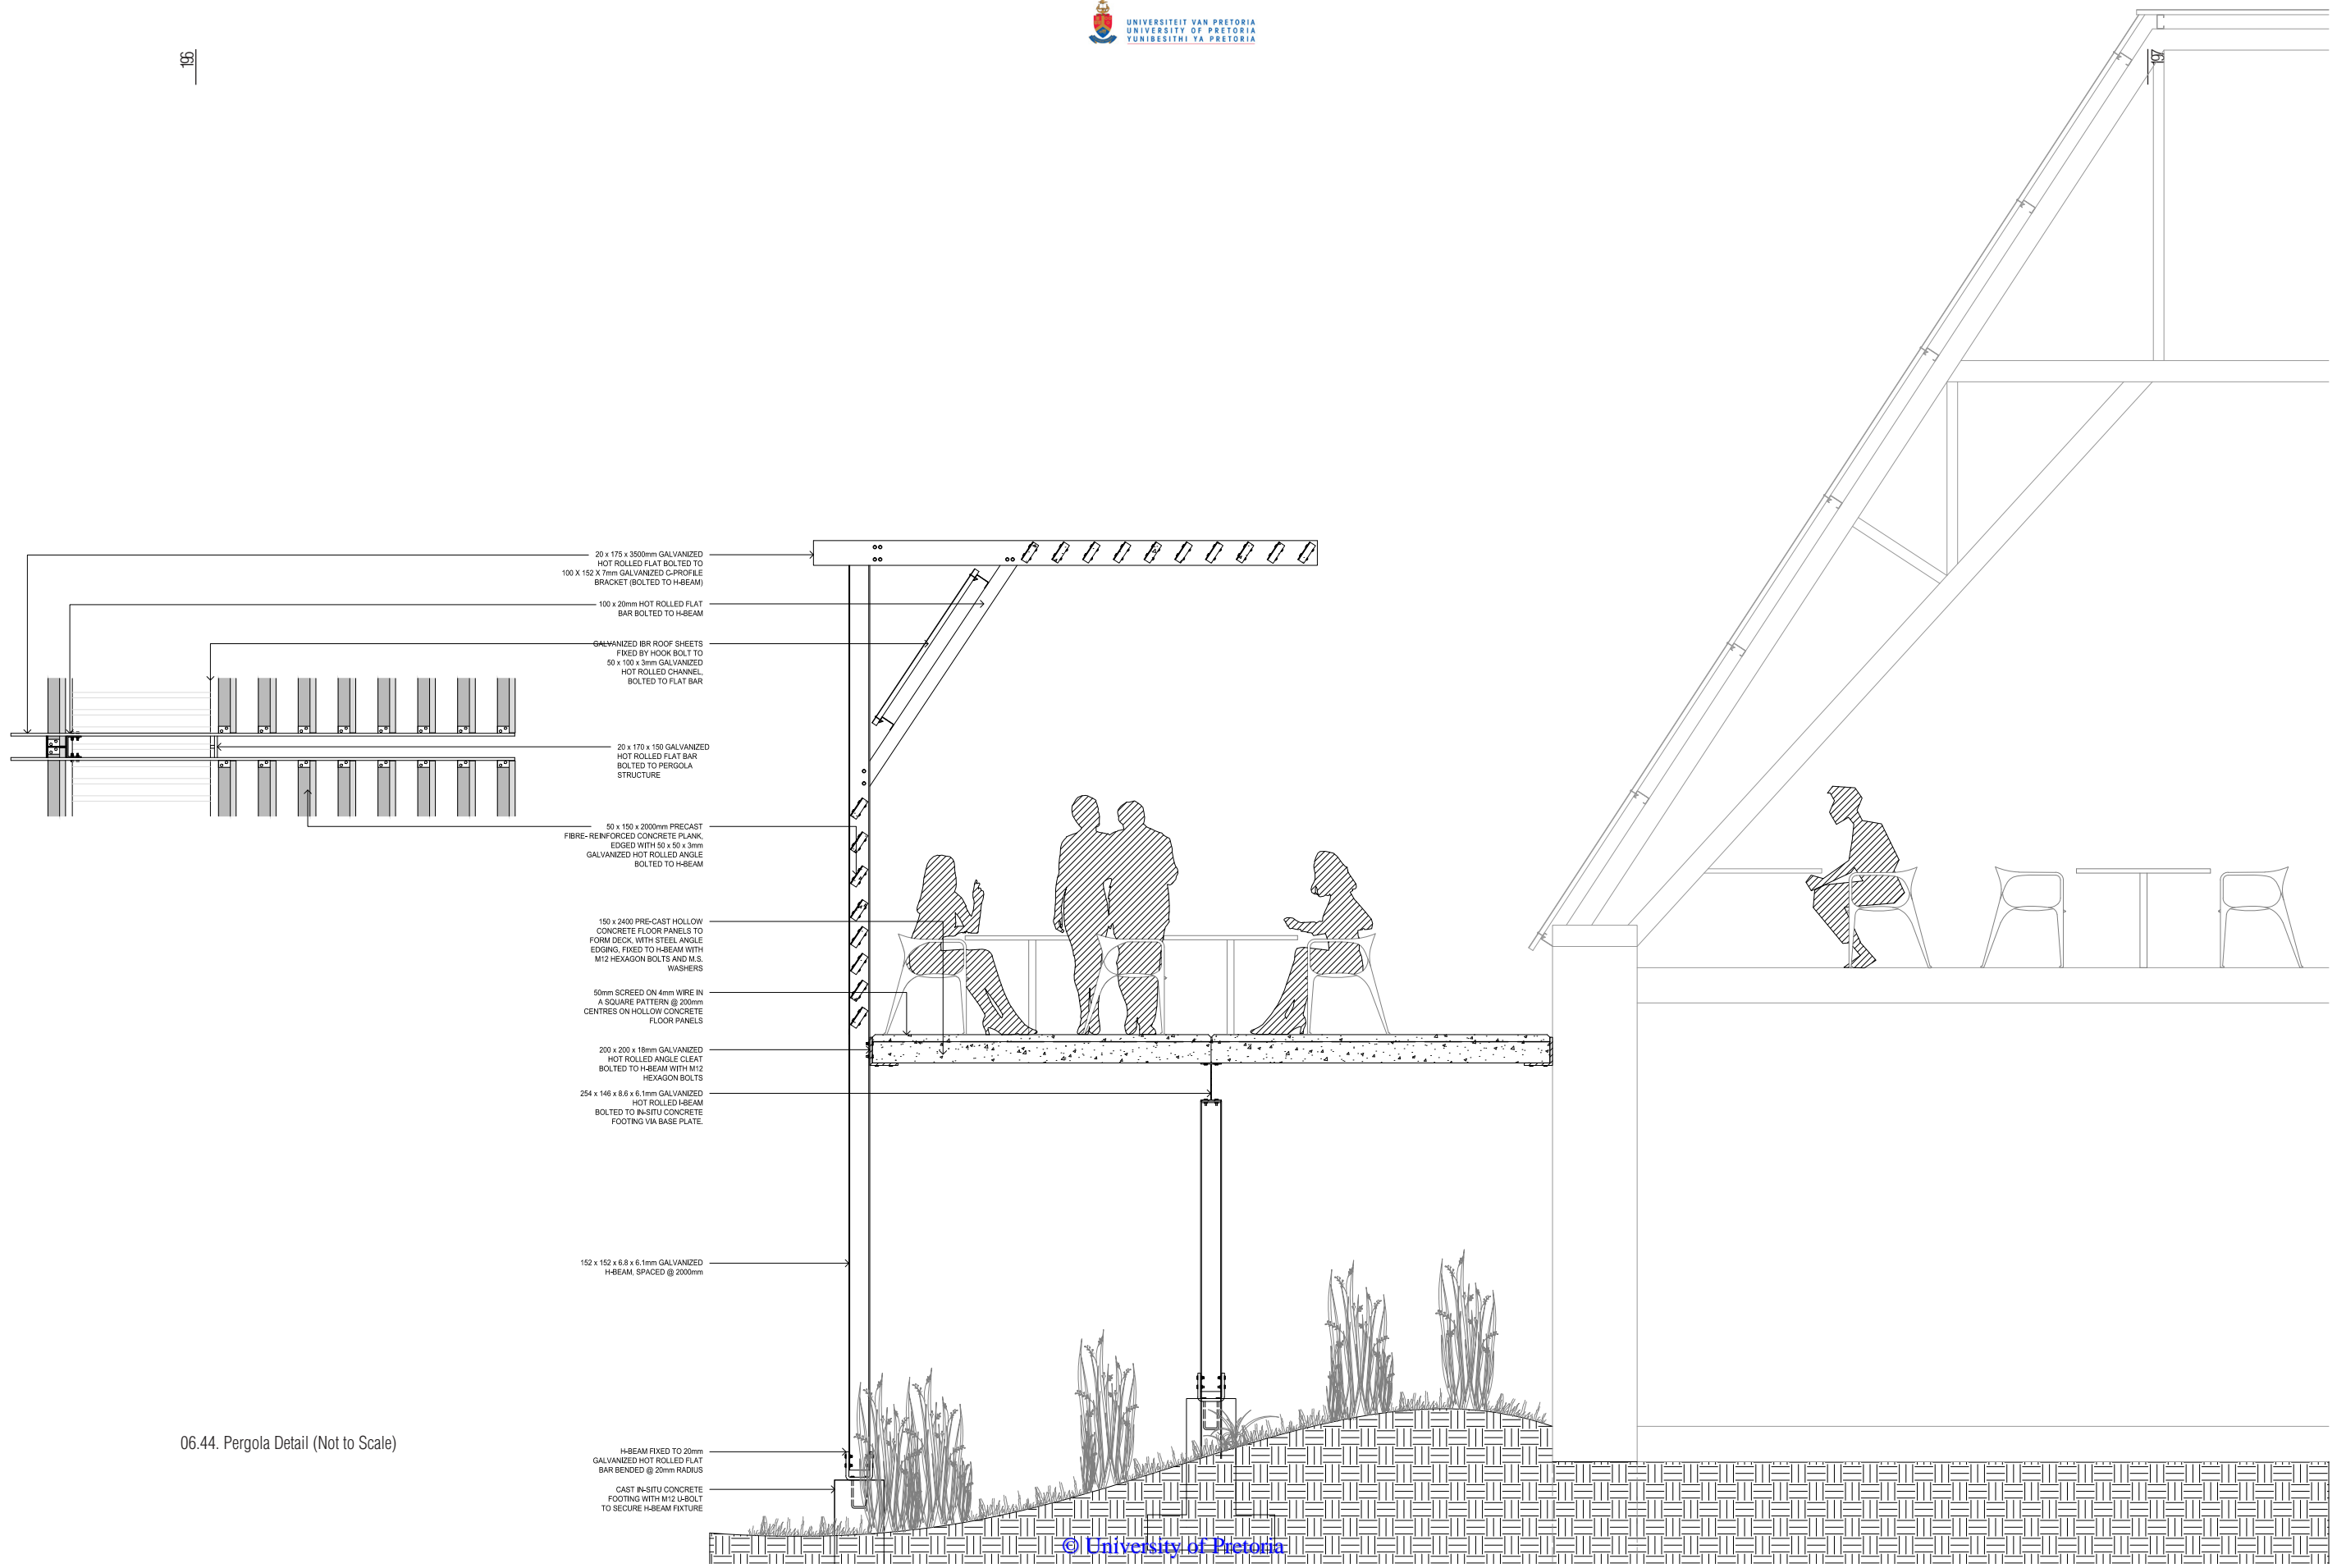 UNIVERSITEIT VAN PRETORIA
UNIVERSITY OF PRETORIA
YUNIBESITHI YA PRETORIA
196
197
20 x 175 x 3500mm GALVANIZED
HOT ROLLED FLAT BOLTED TO
100 X 152 X 7mm GALVANIZED C-PROFILE
BRACKET (BOLTED TO H-BEAM)
100 x 20mm HOT ROLLED FLAT
BAR BOLTED TO H-BEAM
GALVANIZED IBR ROOF SHEETS
FIXED BY HOOK BOLT TO
50 x 100 x 3mm GALVANIZED
HOT ROLLED CHANNEL,
BOLTED TO FLAT BAR
20 x 170 x 150 GALVANIZED
HOT ROLLED FLAT BAR
BOLTED TO PERGOLA
STRUCTURE
50 x 150 x 2000mm PRECAST
FIBRE- REINFORCED CONCRETE PLANK,
EDGED WITH 50 x 50 x 3mm
GALVANIZED HOT ROLLED ANGLE
BOLTED TO H-BEAM
150 x 2400 PRE-CAST HOLLOW
CONCRETE FLOOR PANELS TO
FORM DECK, WITH STEEL ANGLE
EDGING, FIXED TO H-BEAM WITH
M12 HEXAGON BOLTS AND M.S.
WASHERS
50mm SCREED ON 4mm WIRE IN
A SQUARE PATTERN @ 200mm
CENTRES ON HOLLOW CONCRETE
FLOOR PANELS
200 x 200 x 18mm GALVANIZED
HOT ROLLED ANGLE CLEAT
BOLTED TO H-BEAM WITH M12
HEXAGON BOLTS
254 x 146 x 8.6 x 6.1mm GALVANIZED
HOT ROLLED I-BEAM
BOLTED TO IN-SITU CONCRETE
FOOTING VIA BASE PLATE.
152 x 152 x 6.8 x 6.1mm GALVANIZED
H-BEAM, SPACED @ 2000mm
H-BEAM FIXED TO 20mm
GALVANIZED HOT ROLLED FLAT
BAR BENDED @ 20mm RADIUS
CAST IN-SITU CONCRETE
FOOTING WITH M12 U-BOLT
TO SECURE H-BEAM FIXTURE
06.44. Pergola Detail (Not to Scale)
© University of Pretoria